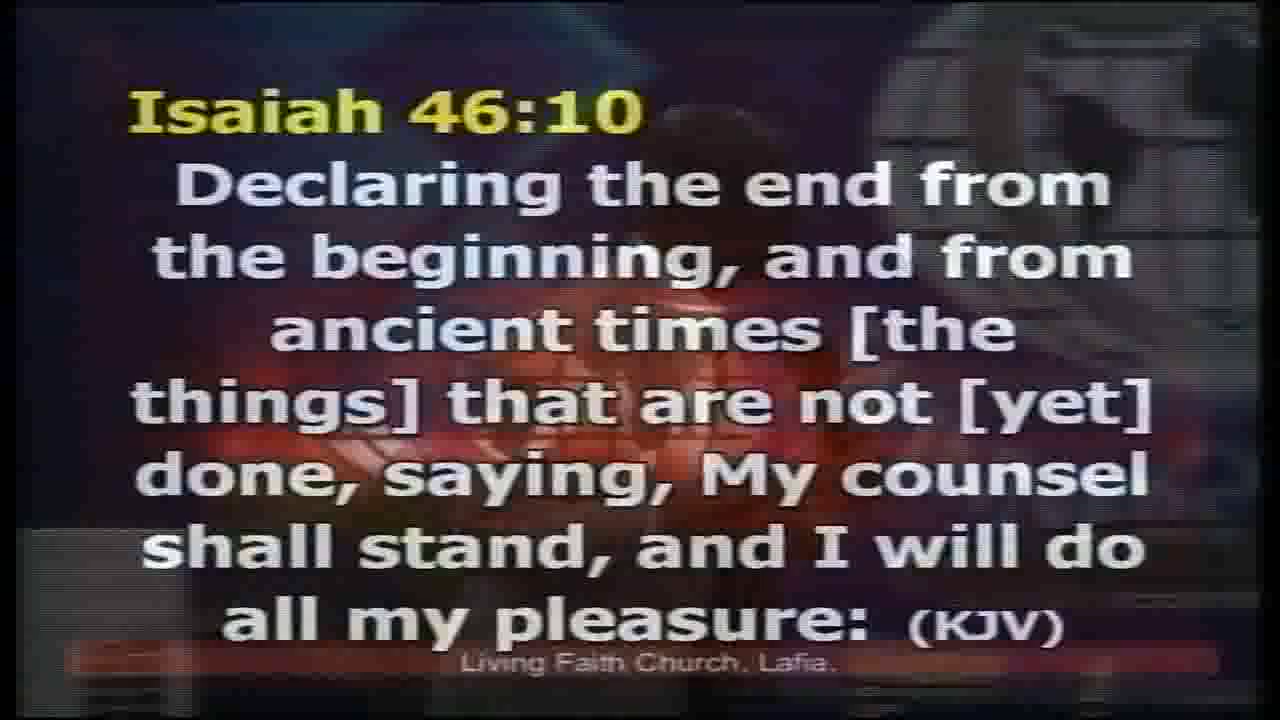 Isaiah 46:10
Declaring the end from
the beginning, and from
ancient times [the
things] that are not [yet]
done, saying, My counsel
shall stand, and I will do
all my pleasure: (KJV)
Living Faith Church. Lafia.